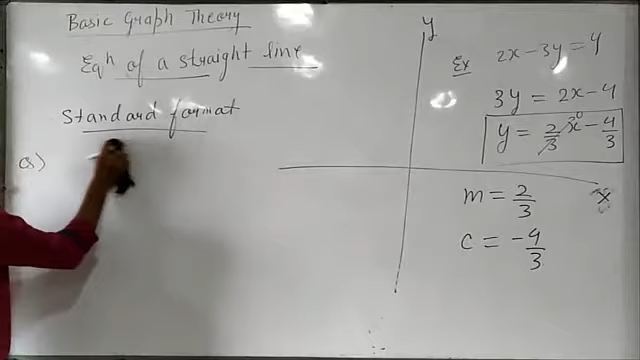 Basic Graph Theory
Eqⁿ of a straight line
Standard format
a)
y
x
Ex 2x - 3y = 4
3y = 2x - 4
y = 2/3 x⁰ - 4/3
m = 2/3
c = -4/3